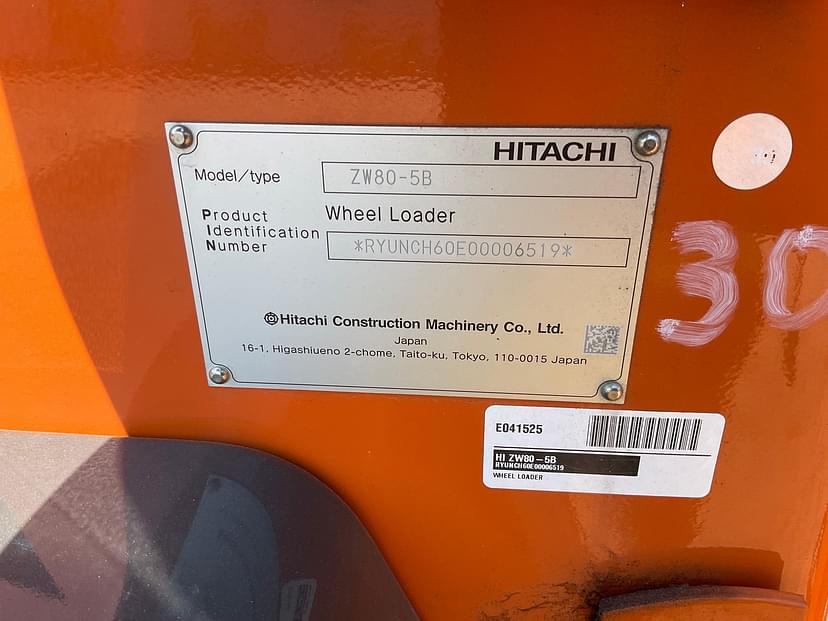 HITACHI
Model/type ZW80-5B
Product Identification Number
Wheel Loader
*RYUNCH60E00006519*
Hitachi Construction Machinery Co., Ltd.
Japan
16-1, Higashiueno 2-chome, Taito-ku, Tokyo, 110-0015 Japan
30
E041525
HI ZW80-5B
RYUNCH60E00006519
WHEEL LOADER